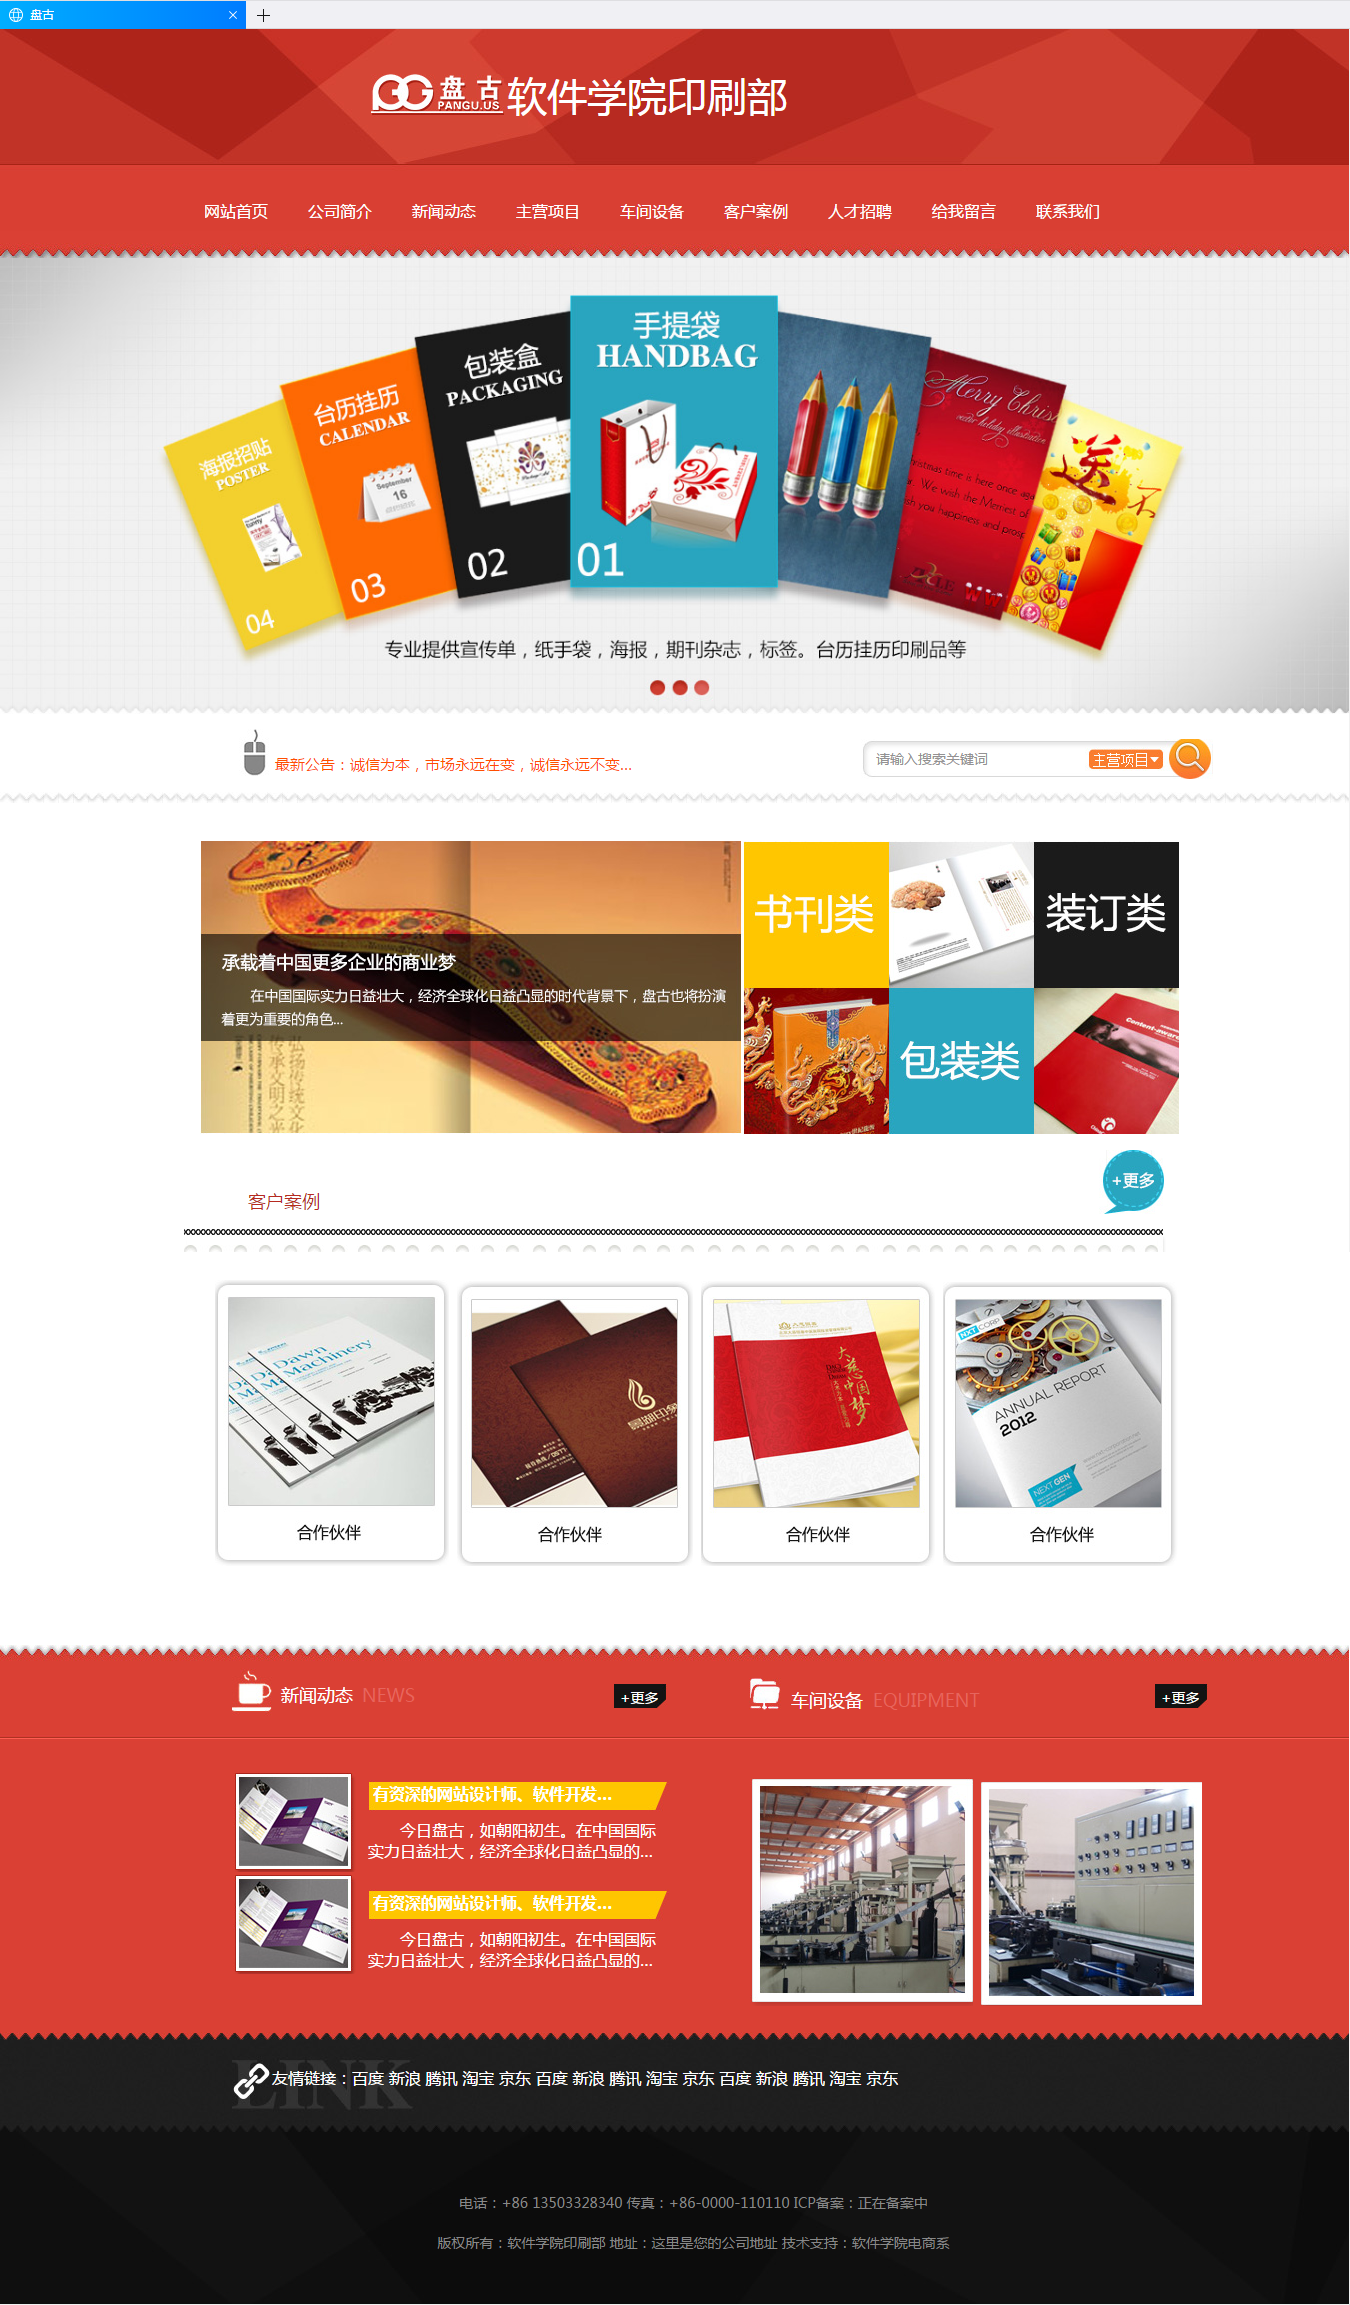 盘古
盘 古
PANGU.US
软件学院印刷部
网站首页 公司简介 新闻动态 主营项目 车间设备 客户案例 人才招聘 给我留言 联系我们
海报招贴
POSTER
04
台历挂历
CALENDAR
September
16
03
包装盒
PACKAGING
02
手提袋
HANDBAG
01
Merry Chris
送
专业提供宣传单，纸手袋，海报，期刊杂志，标签。台历挂历印刷品等
最新公告：诚信为本，市场永远在变，诚信永远不变...
请输入搜索关键词
主营项目
承载着中国更多企业的商业梦
在中国国际实力日益壮大，经济全球化日益凸显的时代背景下，盘古也将扮演
着更为重要的角色...
书刊类
装订类
包装类
Content-aware
+更多
客户案例
Dawn
Machinery
合作伙伴
合作伙伴
大慈中国梦
合作伙伴
NXT CORP
ANNUAL REPORT
2012
NEXT GEN
合作伙伴
新闻动态 NEWS
+更多
车间设备 EQUIPMENT
+更多
有资深的网站设计师、软件开发...
今日盘古，如朝阳初生。在中国国际
实力日益壮大，经济全球化日益凸显的...
有资深的网站设计师、软件开发...
今日盘古，如朝阳初生。在中国国际
实力日益壮大，经济全球化日益凸显的...
LINK
友情链接：百度 新浪 腾讯 淘宝 京东 百度 新浪 腾讯 淘宝 京东 百度 新浪 腾讯 淘宝 京东
电话：+86 13503328340 传真：+86-0000-110110 ICP备案：正在备案中
版权所有：软件学院印刷部 地址：这里是您的公司地址 技术支持：软件学院电商系